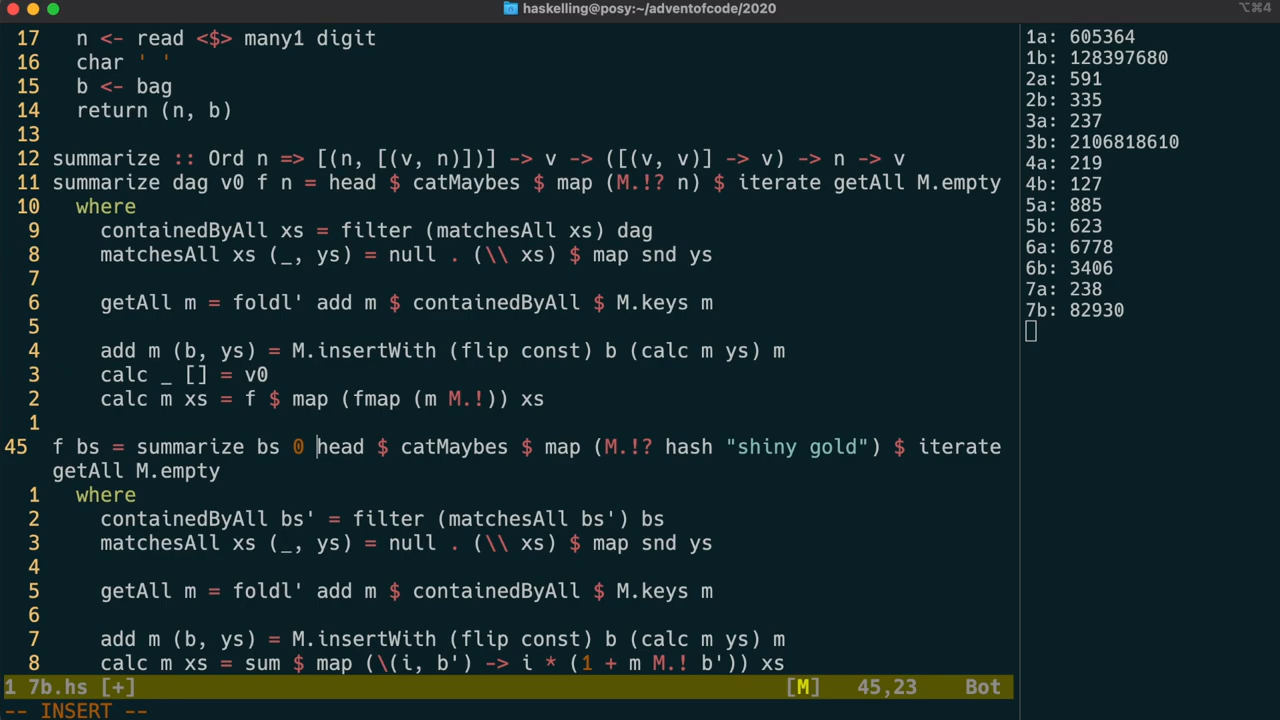 haskelling@posy:~/adventofcode/2020
⌥⌘4
17 n <- read <$> many1 digit
16 char ' '
15 b <- bag
14 return (n, b)
13
12 summarize :: Ord n => [(n, [(v, n)])] -> v -> ([(v, v)] -> v) -> n -> v
11 summarize dag v0 f n = head $ catMaybes $ map (M.!? n) $ iterate getAll M.empty
10 where
9 containedByAll xs = filter (matchesAll xs) dag
8 matchesAll xs (_, ys) = null . (\\ xs) $ map snd ys
7
6 getAll m = foldl' add m $ containedByAll $ M.keys m
5
4 add m (b, ys) = M.insertWith (flip const) b (calc m ys) m
3 calc _ [] = v0
2 calc m xs = f $ map (fmap (m M.!)) xs
1
45 f bs = summarize bs 0 head $ catMaybes $ map (M.!? hash "shiny gold") $ iterate
getAll M.empty
1 where
2 containedByAll bs' = filter (matchesAll bs') bs
3 matchesAll xs (_, ys) = null . (\\ xs) $ map snd ys
4
5 getAll m = foldl' add m $ containedByAll $ M.keys m
6
7 add m (b, ys) = M.insertWith (flip const) b (calc m ys) m
8 calc m xs = sum $ map (\(i, b') -> i * (1 + m M.! b')) xs
1 7b.hs [+] [M] 45,23 Bot
-- INSERT --
1a: 605364
1b: 128397680
2a: 591
2b: 335
3a: 237
3b: 2106818610
4a: 219
4b: 127
5a: 885
5b: 623
6a: 6778
6b: 3406
7a: 238
7b: 82930